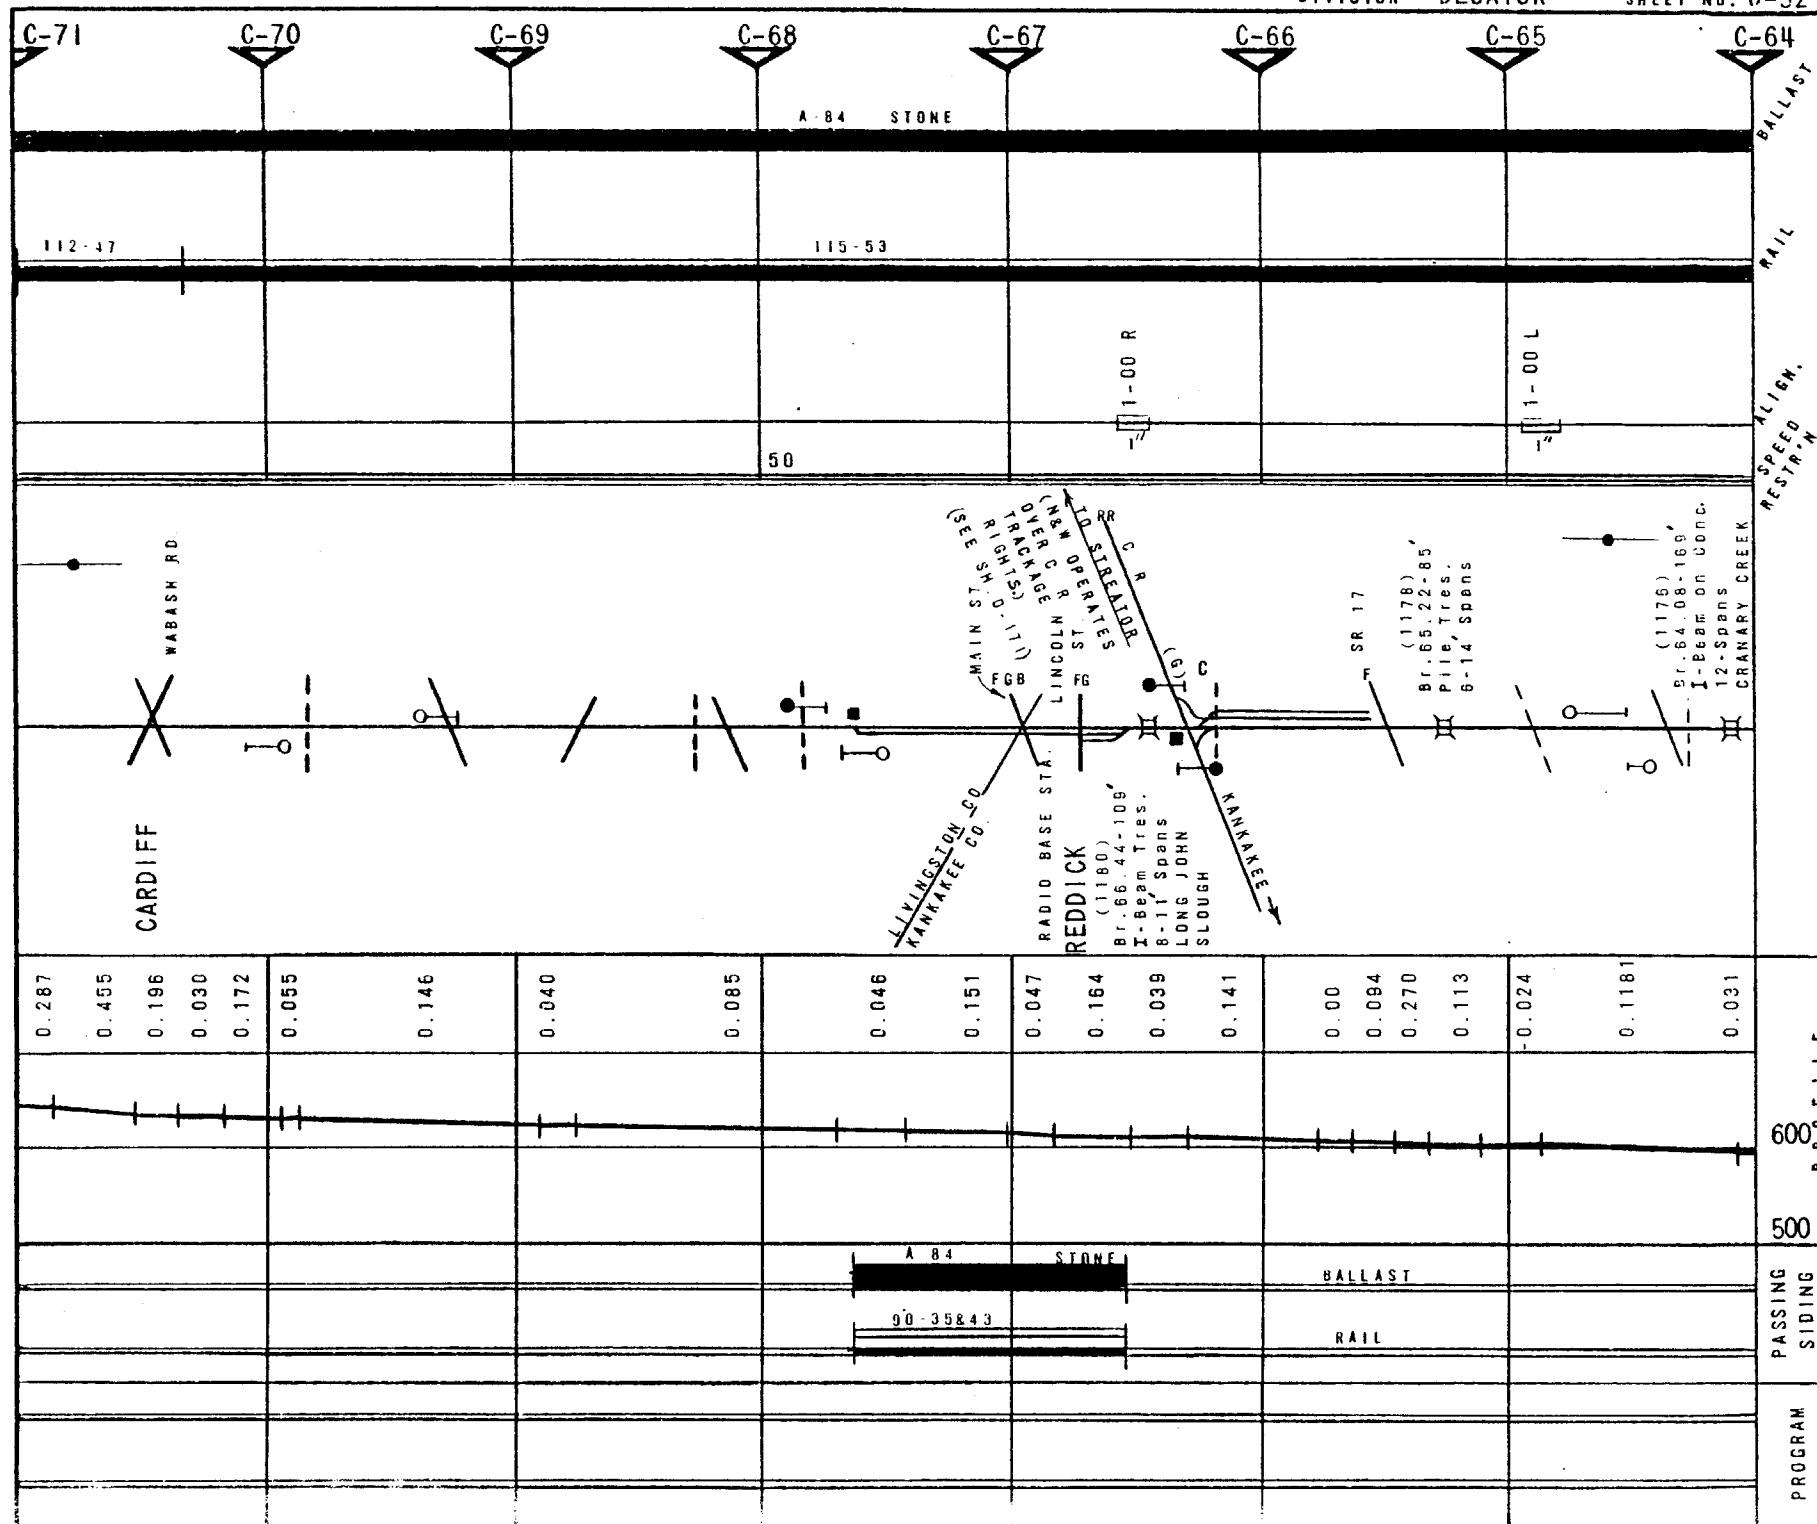 DIVISION DECATUR SHEET NO. D-52
C-71 C-70 C-69 C-68 C-67 C-66 C-65 C-64
A-84 STONE
BALLAST
112-47 115-53
RAIL
1-00 R
1"
1-00 L
1"
ALIGN.
50
SPEED
RESTR'N
WABASH RD
CARDIFF
(SEE SH. D-171)
RIGHTS.)
TRACKAGE
OVER C R
(N&W OPERATES
TO STREATOR
RR
C R
MAIN ST.
FGB
LINCOLN ST.
FG
(G)
C
LIVINGSTON CO
KANKAKEE CO.
RADIO BASE STA.
REDDICK
(1180)
Br.66.44-109'
I-Beam Tres.
8-11' Spans
LONG JOHN
SLOUGH
KANKAKEE
SR 17
F
(1178)
Br.65.22-85'
Pile, Tres.
6-14' Spans
(1176)
Br.64.08-169'
I-Beam on Conc.
12-Spans
CRANARY CREEK
0.287 0.455 0.196 0.030 0.172 0.055 0.146 0.040 0.085 0.046 0.151 0.047 0.164 0.039 0.141 0.00 0.094 0.270 0.113 -0.024 0.1181 0.031
600
500
A 84 STONE
BALLAST
90-35&43
RAIL
PASSING
SIDING
PROGRAM